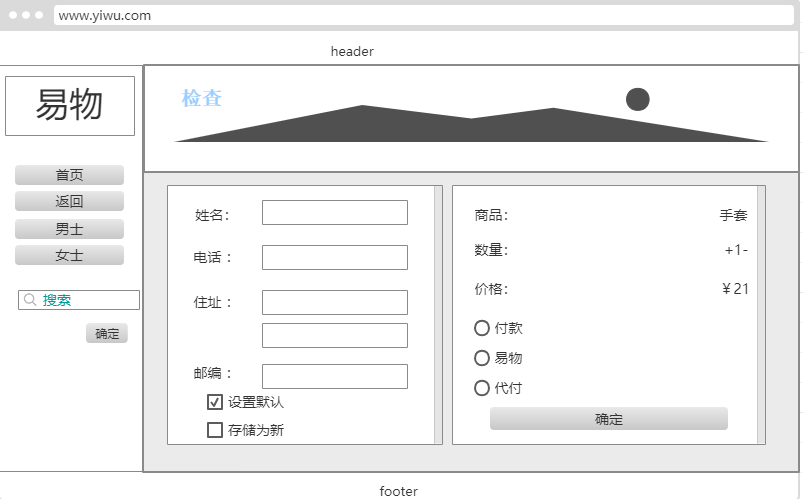 www.yiwu.com
header
易物
首页
返回
男士
女士
搜索
确定
检查
姓名:
电话：
住址：
邮编：
设置默认
存储为新
商品: 手套
数量: +1-
价格: ￥21
付款
易物
代付
确定
footer